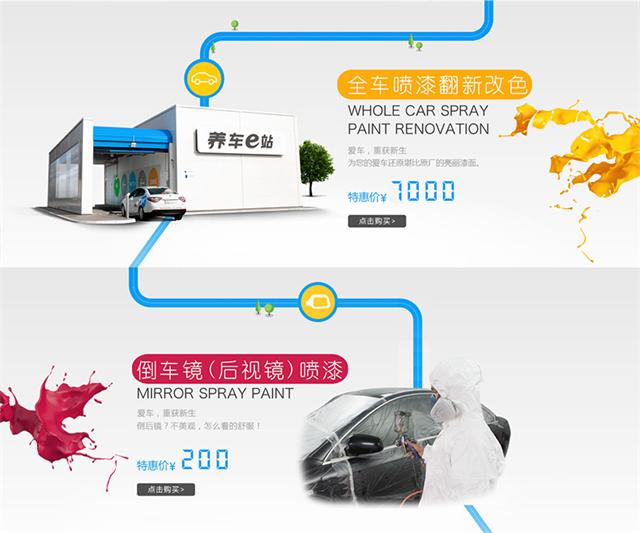 养车e站
全车喷漆翻新改色
WHOLE CAR SPRAY
PAINT RENOVATION
爱车，重获新生
为您的爱车还原堪比原厂的亮丽漆面。
特惠价¥ 7000
点击购买>
倒车镜(后视镜)喷漆
MIRROR SPRAY PAINT
爱车，重获新生
倒后镜？不美观，怎么看的舒服！
特惠价¥ 200
点击购买>